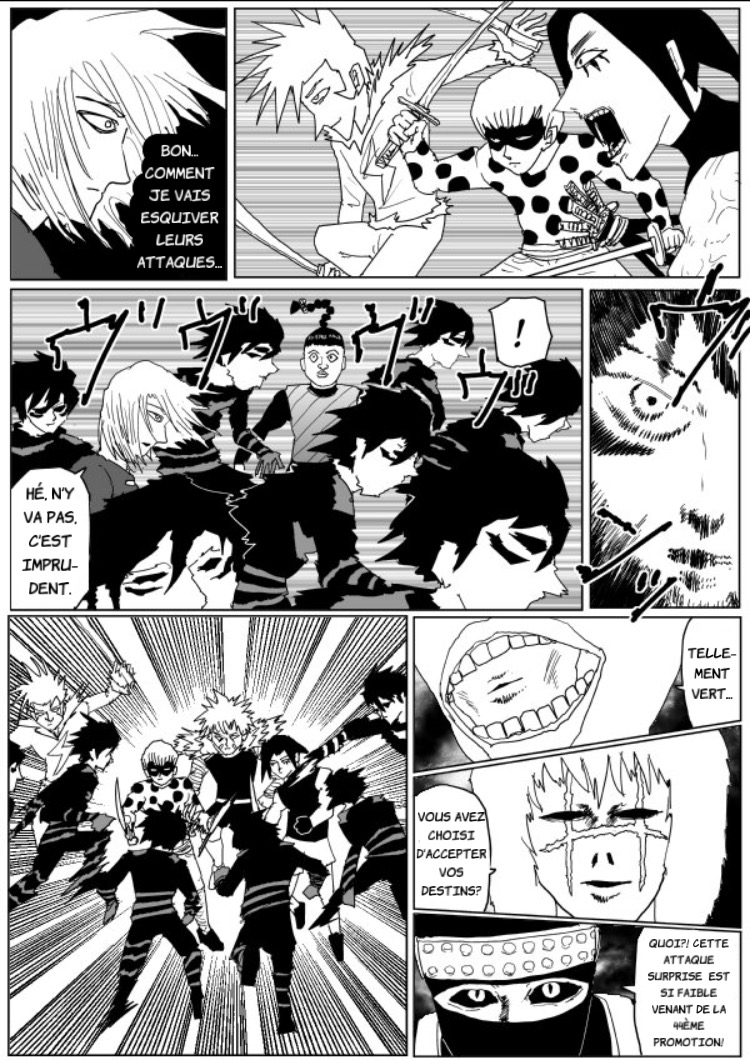 BON...
COMMENT
JE VAIS
ESQUIVER
LEURS
ATTAQUES...
!
HÉ, N'Y
VA PAS,
C'EST
IMPRU-
DENT.
TELLE-
MENT
VERT...
VOUS AVEZ
CHOISI
D'ACCEPTER
VOS
DESTINS?
QUOI?! CETTE
ATTAQUE
SURPRISE EST
SI FAIBLE
VENANT DE LA
44ÈME
PROMOTION!